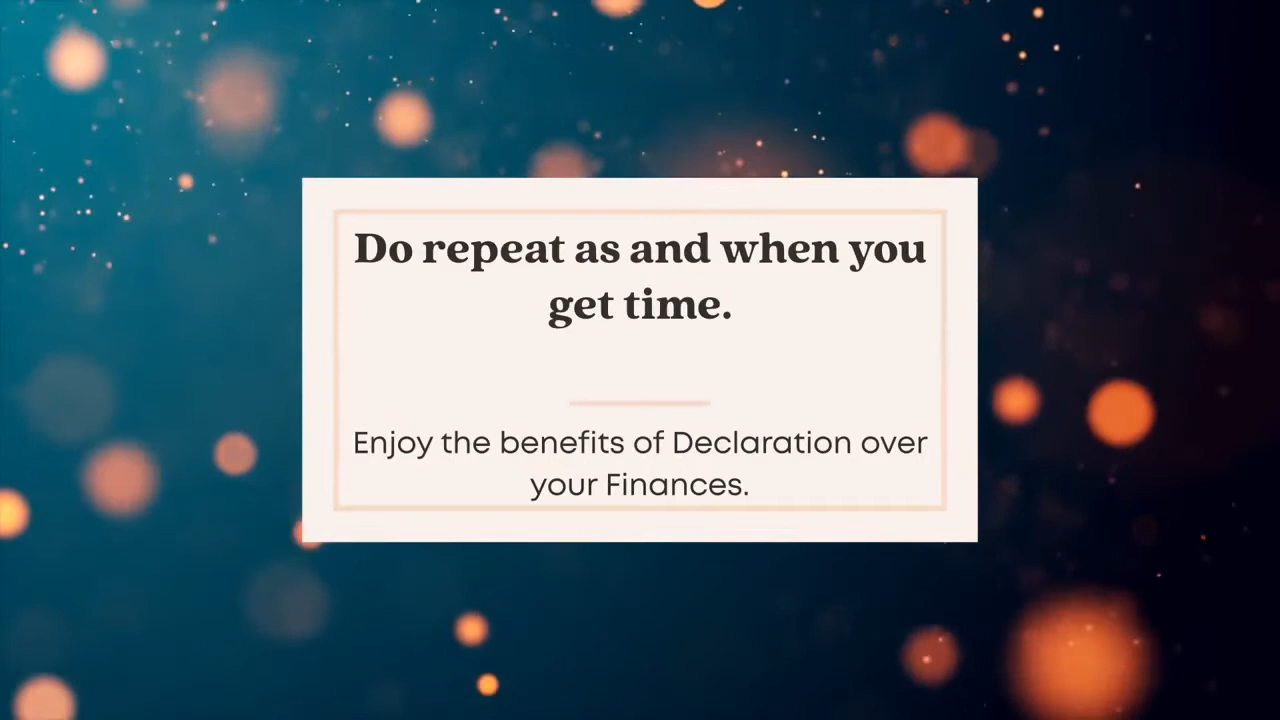 Do repeat as and when you
get time.
Enjoy the benefits of Declaration over
your Finances.